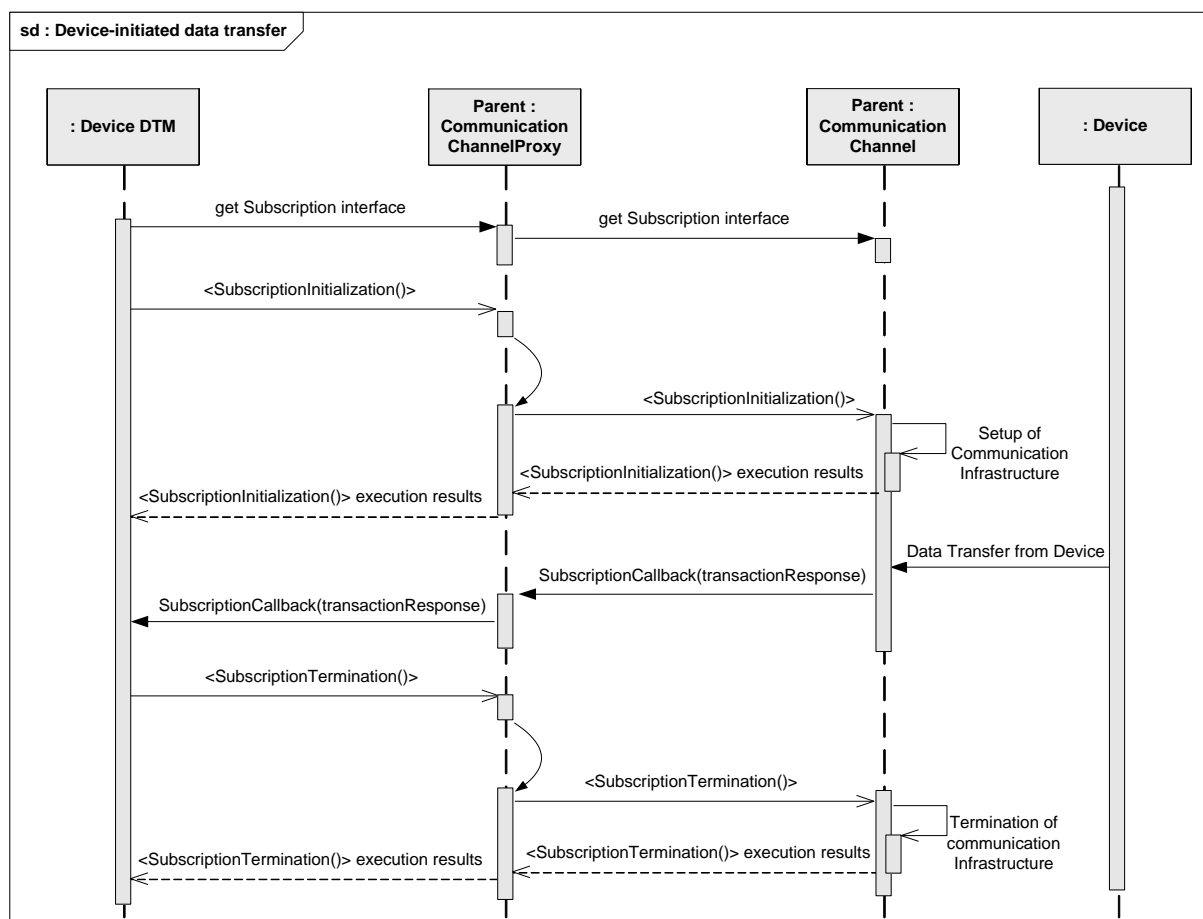 sd : Device-initiated data transfer
: Device DTM
Parent :
Communication
ChannelProxy
Parent :
Communication
Channel
: Device
get Subscription interface
get Subscription interface
<SubscriptionInitialization()>
<SubscriptionInitialization()>
Setup of
Communication
Infrastructure
<SubscriptionInitialization()> execution results
<SubscriptionInitialization()> execution results
Data Transfer from Device
SubscriptionCallback(transactionResponse)
SubscriptionCallback(transactionResponse)
<SubscriptionTermination()>
<SubscriptionTermination()>
Termination of
communication
Infrastructure
<SubscriptionTermination()> execution results
<SubscriptionTermination()> execution results